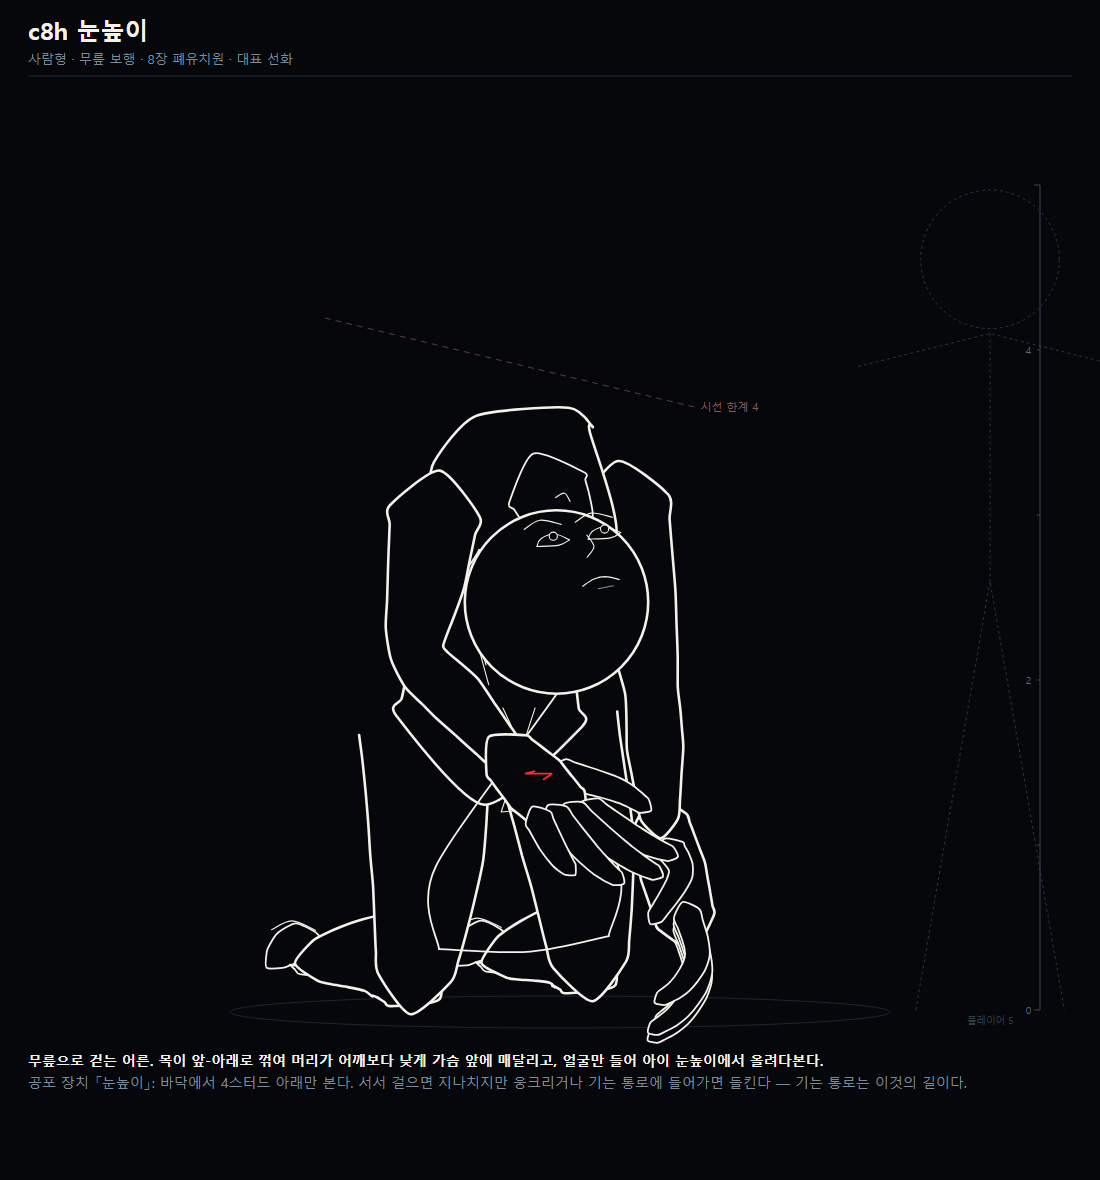 c8h 눈높이
사람형 · 무릎 보행 · 8장 폐유치원 · 대표 선화
4
시선 한계 4
2
0
플레이어 5
무릎으로 걷는 어른. 목이 앞-아래로 꺾여 머리가 어깨보다 낮게 가슴 앞에 매달리고, 얼굴만 들어 아이 눈높이에서 올려다본다.
공포 장치 「눈높이」: 바닥에서 4스터드 아래만 본다. 서서 걸으면 지나치지만 웅크리거나 기는 통로에 들어가면 들킨다 — 기는 통로는 이것의 길이다.